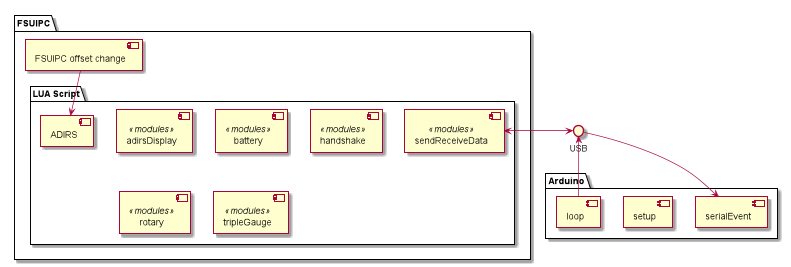 FSUIPC
FSUIPC offset change
LUA Script
ADIRS
«modules»
adirsDisplay
«modules»
battery
«modules»
handshake
«modules»
sendReceiveData
USB
«modules»
rotary
«modules»
tripleGauge
Arduino
loop
setup
serialEvent